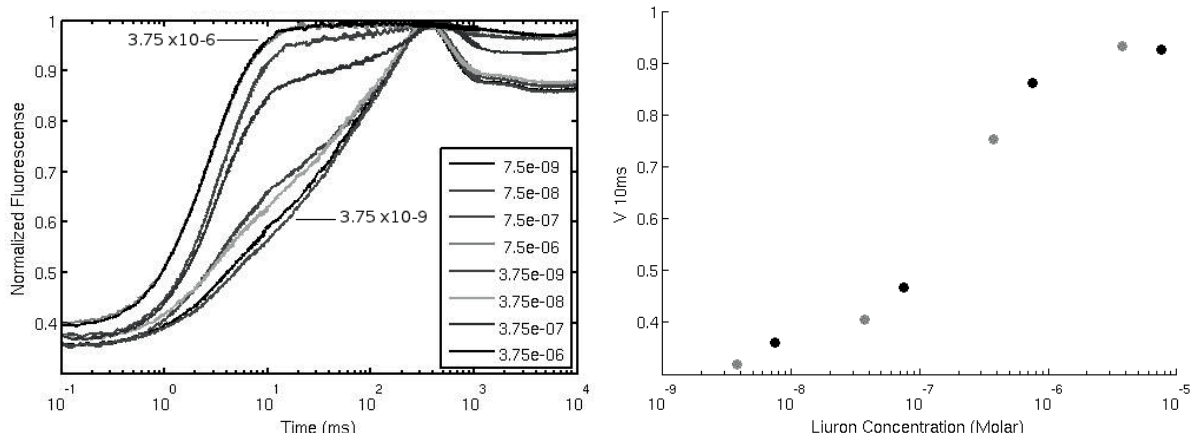 Normalized Fluorescense
1
0.9
0.8
0.7
0.6
0.5
0.4
3.75 x10-6
3.75 x10-9
7.5e-09
7.5e-08
7.5e-07
7.5e-06
3.75e-09
3.75e-08
3.75e-07
3.75e-06
10 -1
10 0
10 1
10 2
10 3
10 4
Time (ms)
V 10ms
1
0.9
0.8
0.7
0.6
0.5
0.4
10 -9
10 -8
10 -7
10 -6
10 -5
Liuron Concentration (Molar)